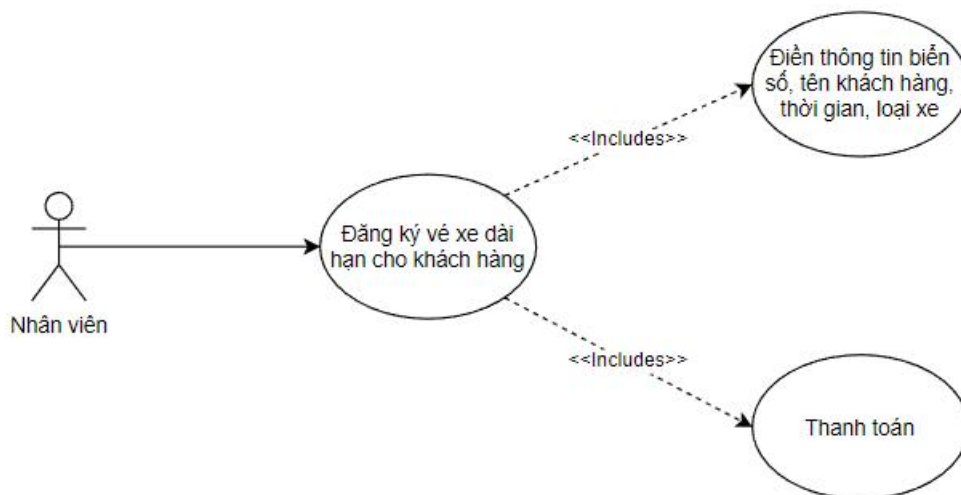 Điền thông tin biển
số, tên khách hàng,
thời gian, loại xe
<<Includes>>
Đăng ký vé xe dài
hạn cho khách hàng
Nhân viên
<<Includes>>
Thanh toán